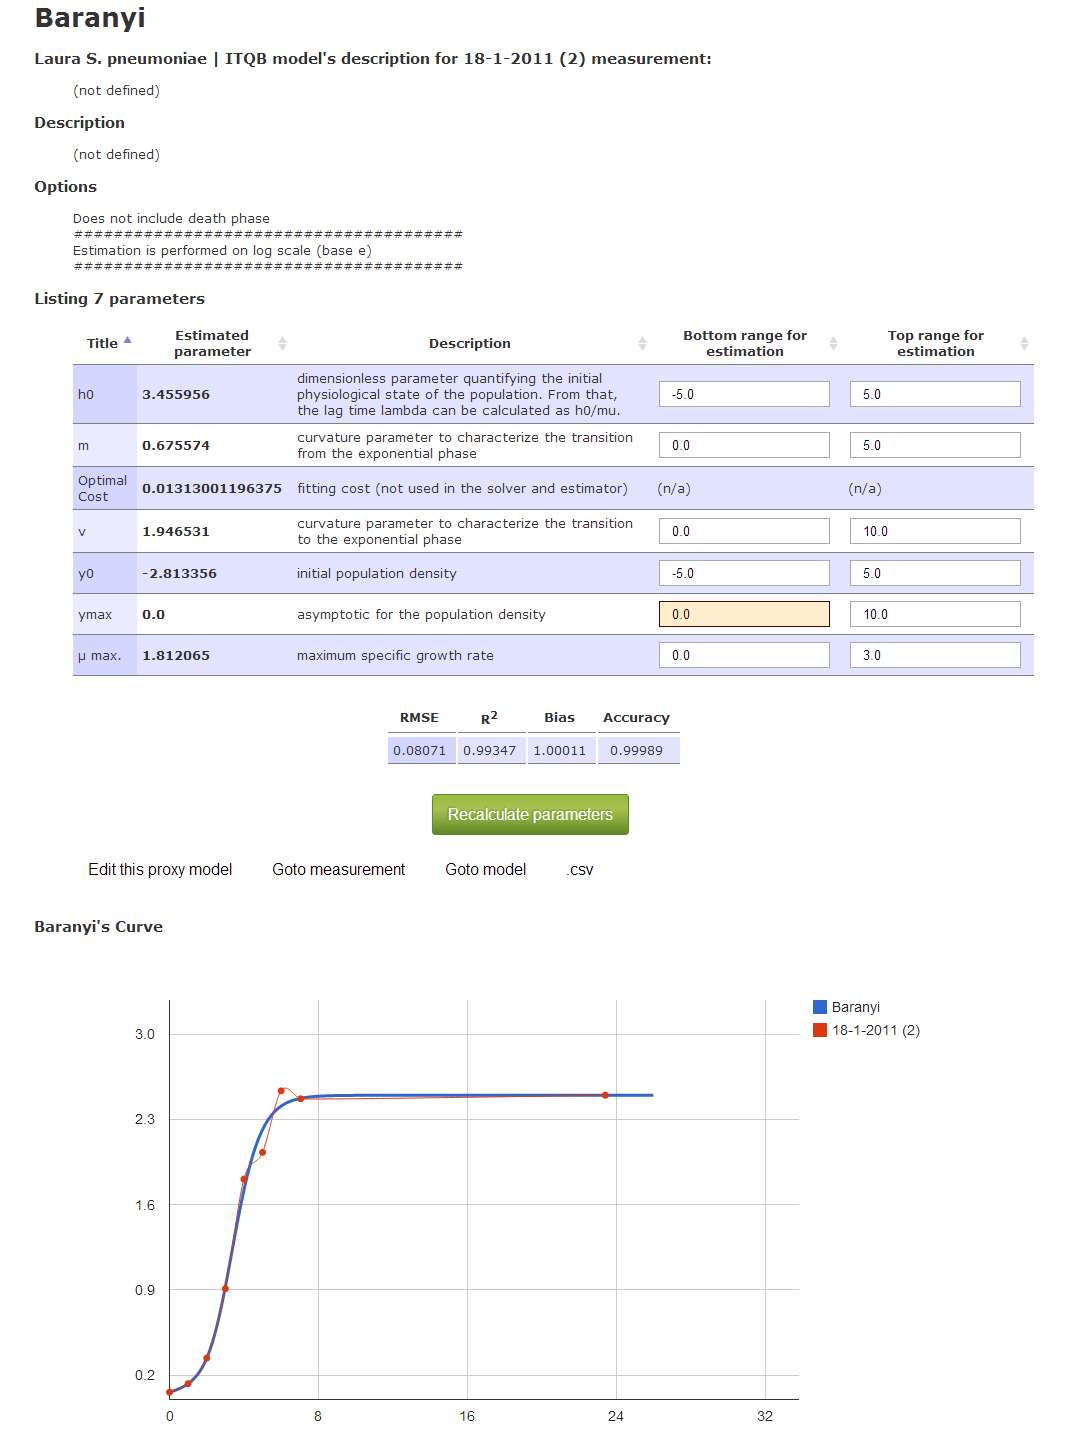 Baranyi
Laura S. pneumoniae | ITQB model's description for 18-1-2011 (2) measurement:
(not defined)
Description
(not defined)
Options
Does not include death phase
#######################################
Estimation is performed on log scale (base e)
#######################################
Listing 7 parameters
Title Estimated parameter Description Bottom range for estimation Top range for estimation
h0 3.455956 dimensionless parameter quantifying the initial physiological state of the population. From that, the lag time lambda can be calculated as h0/mu. -5.0 5.0
m 0.675574 curvature parameter to characterize the transition from the exponential phase 0.0 5.0
Optimal Cost 0.01313001196375 fitting cost (not used in the solver and estimator) (n/a) (n/a)
v 1.946531 curvature parameter to characterize the transition to the exponential phase 0.0 10.0
y0 -2.813356 initial population density -5.0 5.0
ymax 0.0 asymptotic for the population density 0.0 10.0
µ max. 1.812065 maximum specific growth rate 0.0 3.0
RMSE R2 Bias Accuracy
0.08071 0.99347 1.00011 0.99989
Recalculate parameters
Edit this proxy model Goto measurement Goto model .csv
Baranyi's Curve
Baranyi
18-1-2011 (2)
3.0
2.3
1.6
0.9
0.2
0 8 16 24 32